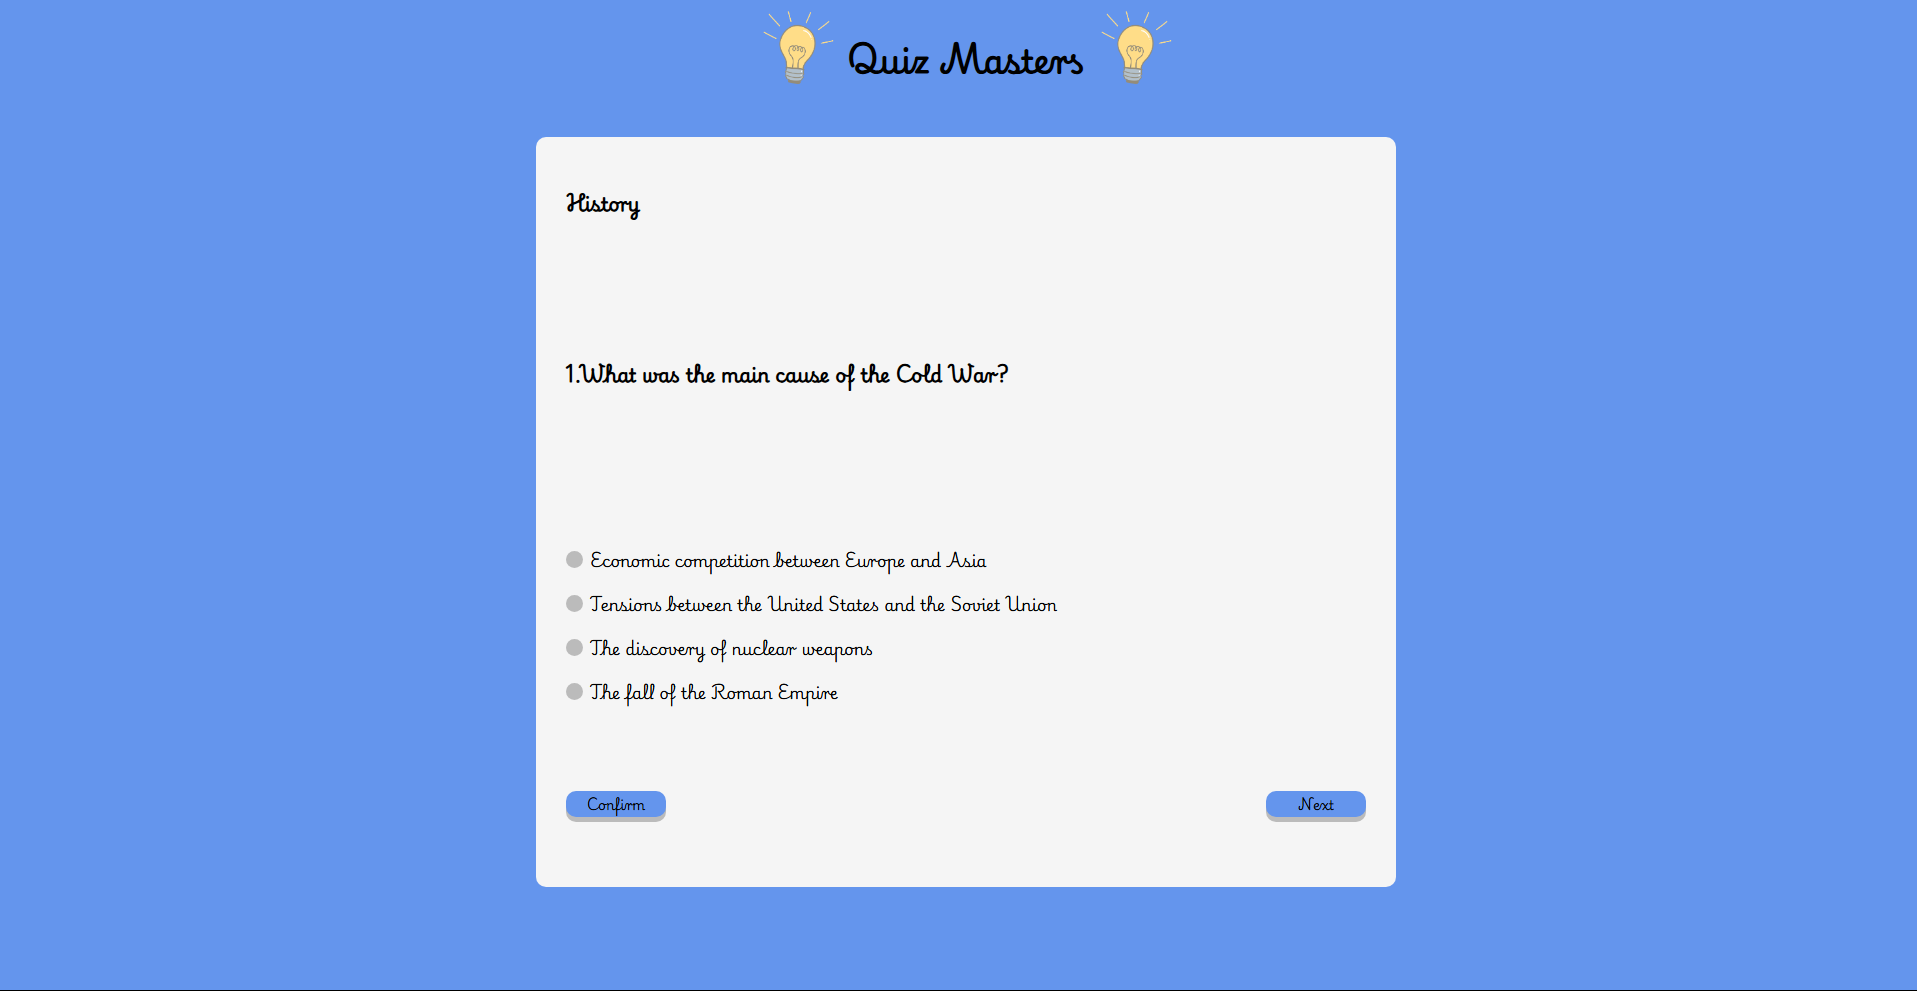 Quiz Masters
History
1.What was the main cause of the Cold War?
Economic competition between Europe and Asia
Tensions between the United States and the Soviet Union
The discovery of nuclear weapons
The fall of the Roman Empire
Confirm
Next